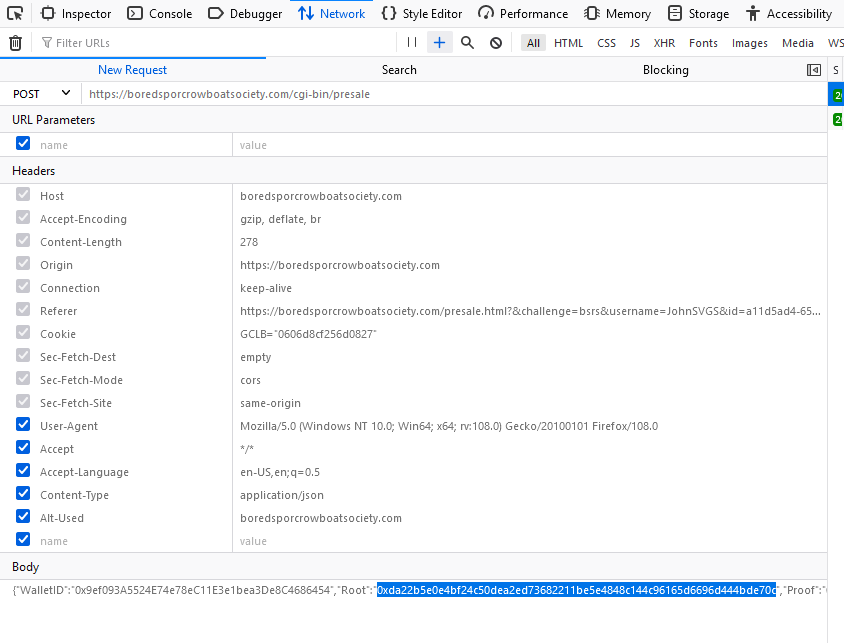 Inspector Console Debugger Network Style Editor Performance Memory Storage Accessibility
Filter URLs All HTML CSS JS XHR Fonts Images Media WS
New Request Search Blocking S
POST https://boredsporcrowboatsociety.com/cgi-bin/presale
URL Parameters
name value
Headers
Host boredsporcrowboatsociety.com
Accept-Encoding gzip, deflate, br
Content-Length 278
Origin https://boredsporcrowboatsociety.com
Connection keep-alive
Referer https://boredsporcrowboatsociety.com/presale.html?&challenge=bsrs&username=JohnSVGS&id=a11d5ad4-65...
Cookie GCLB="0606d8cf256d0827"
Sec-Fetch-Dest empty
Sec-Fetch-Mode cors
Sec-Fetch-Site same-origin
User-Agent Mozilla/5.0 (Windows NT 10.0; Win64; x64; rv:108.0) Gecko/20100101 Firefox/108.0
Accept */*
Accept-Language en-US,en;q=0.5
Content-Type application/json
Alt-Used boredsporcrowboatsociety.com
name value
Body
{"WalletID":"0x9ef093A5524E74e78eC11E3e1bea3De8C4686454","Root":"0xda22b5e0e4bf24c50dea2ed73682211be5e4848c144c96165d6696d444bde70c","Proof":"